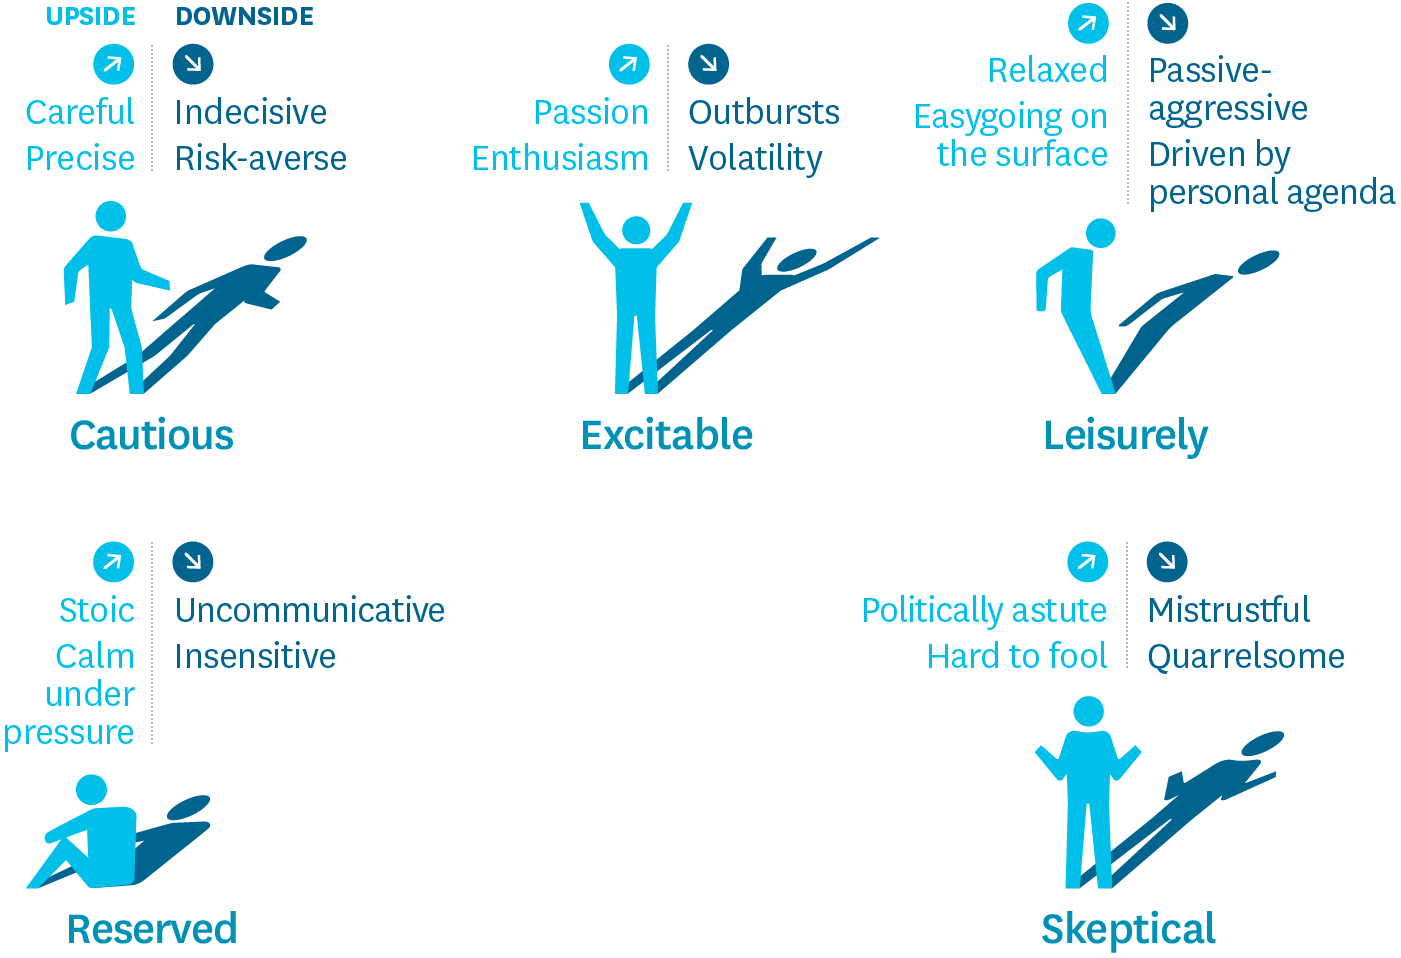 UPSIDE DOWNSIDE
Careful
Precise
Indecisive
Risk-averse
Cautious
Passion
Enthusiasm
Outbursts
Volatility
Excitable
Relaxed
Easygoing on
the surface
Passive-
aggressive
Driven by
personal agenda
Leisurely
Stoic
Calm
under
pressure
Uncommunicative
Insensitive
Reserved
Politically astute
Hard to fool
Mistrustful
Quarrelsome
Skeptical